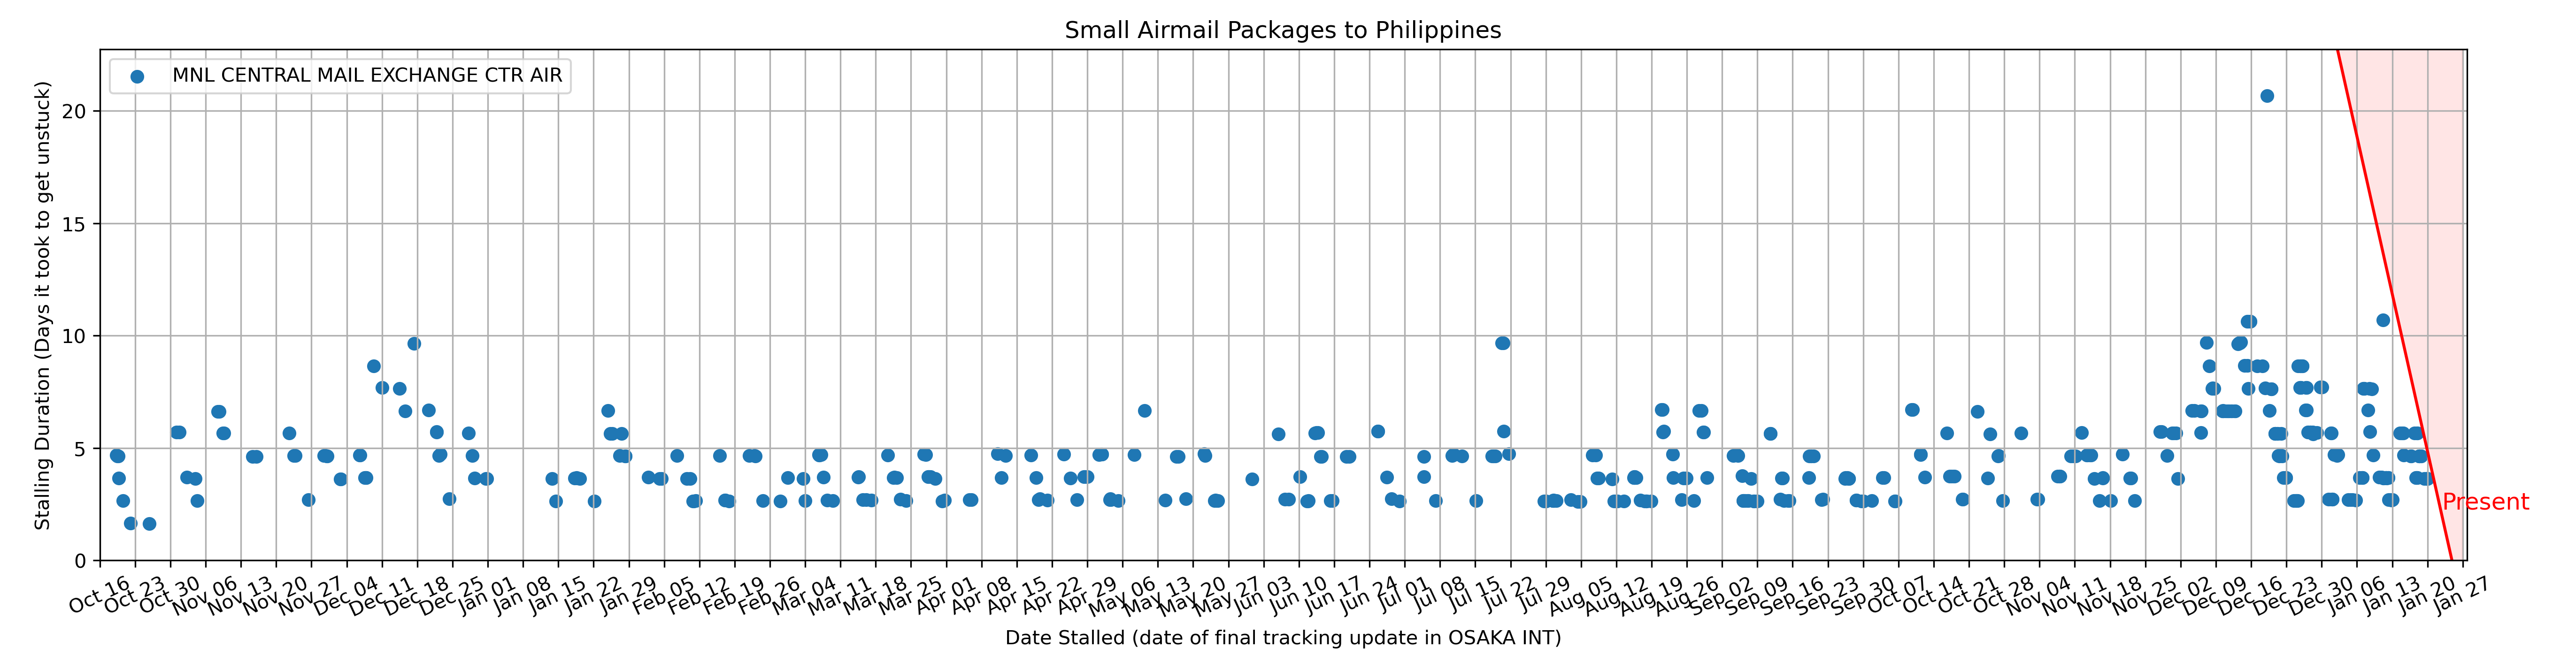 Small Airmail Packages to Philippines
MNL CENTRAL MAIL EXCHANGE CTR AIR
Stalling Duration (Days it took to get unstuck)
20
15
10
5
0
Present
Oct 16 Oct 23 Oct 30 Nov 06 Nov 13 Nov 20 Nov 27 Dec 04 Dec 11 Dec 18 Dec 25 Jan 01 Jan 08 Jan 15 Jan 22 Jan 29 Feb 05 Feb 12 Feb 19 Feb 26 Mar 04 Mar 11 Mar 18 Mar 25 Apr 01 Apr 08 Apr 15 Apr 22 Apr 29 May 06 May 13 May 20 May 27 Jun 03 Jun 10 Jun 17 Jun 24 Jul 01 Jul 08 Jul 15 Jul 22 Jul 29 Aug 05 Aug 12 Aug 19 Aug 26 Sep 02 Sep 09 Sep 16 Sep 23 Sep 30 Oct 07 Oct 14 Oct 21 Oct 28 Nov 04 Nov 11 Nov 18 Nov 25 Dec 02 Dec 09 Dec 16 Dec 23 Dec 30 Jan 06 Jan 13 Jan 20 Jan 27
Date Stalled (date of final tracking update in OSAKA INT)